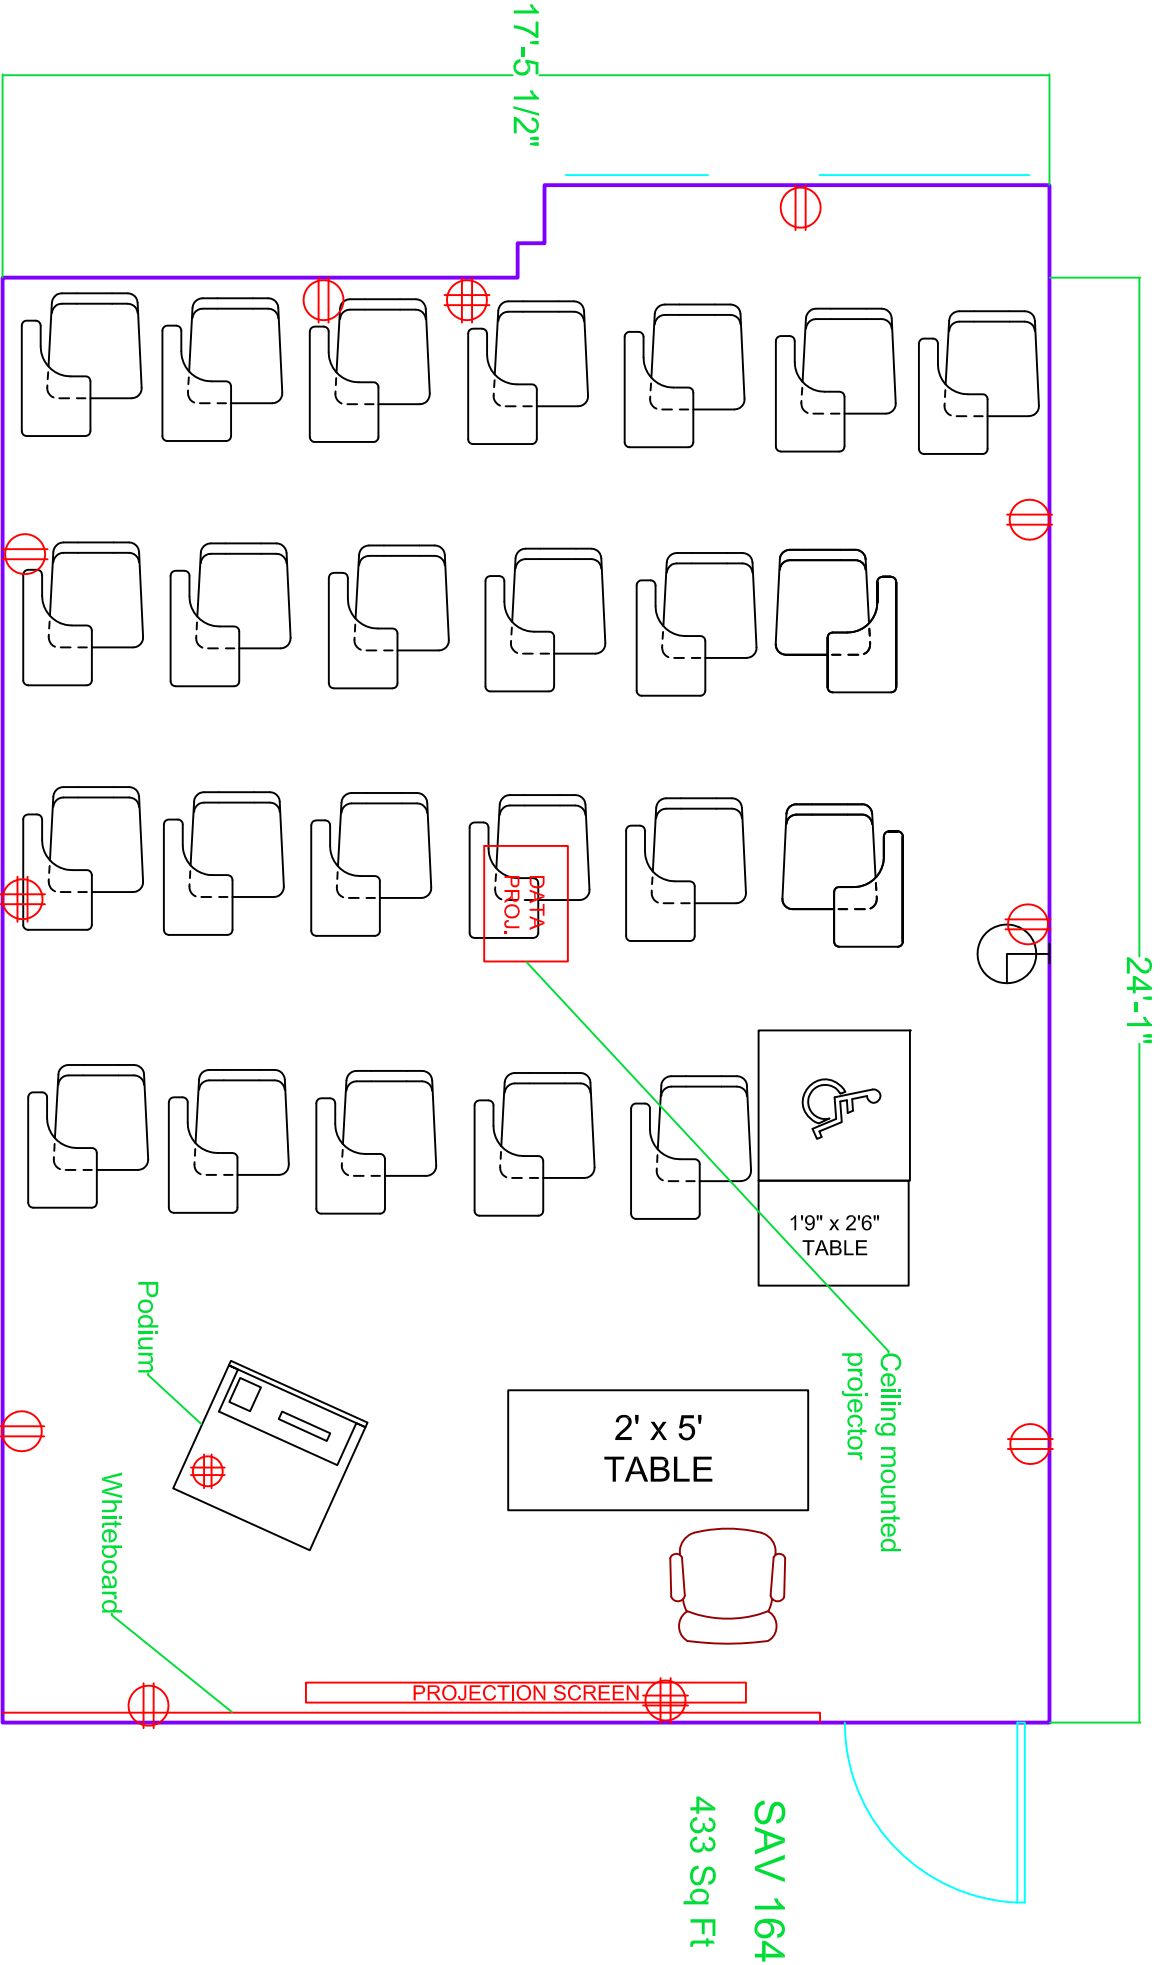 17'-5 1/2"
24'-1"
DATA
PROJ.
1'9" x 2'6"
TABLE
Podium
Ceiling mounted
projector
2' x 5'
TABLE
Whiteboard
PROJECTION SCREEN
SAV 164
433 Sq Ft